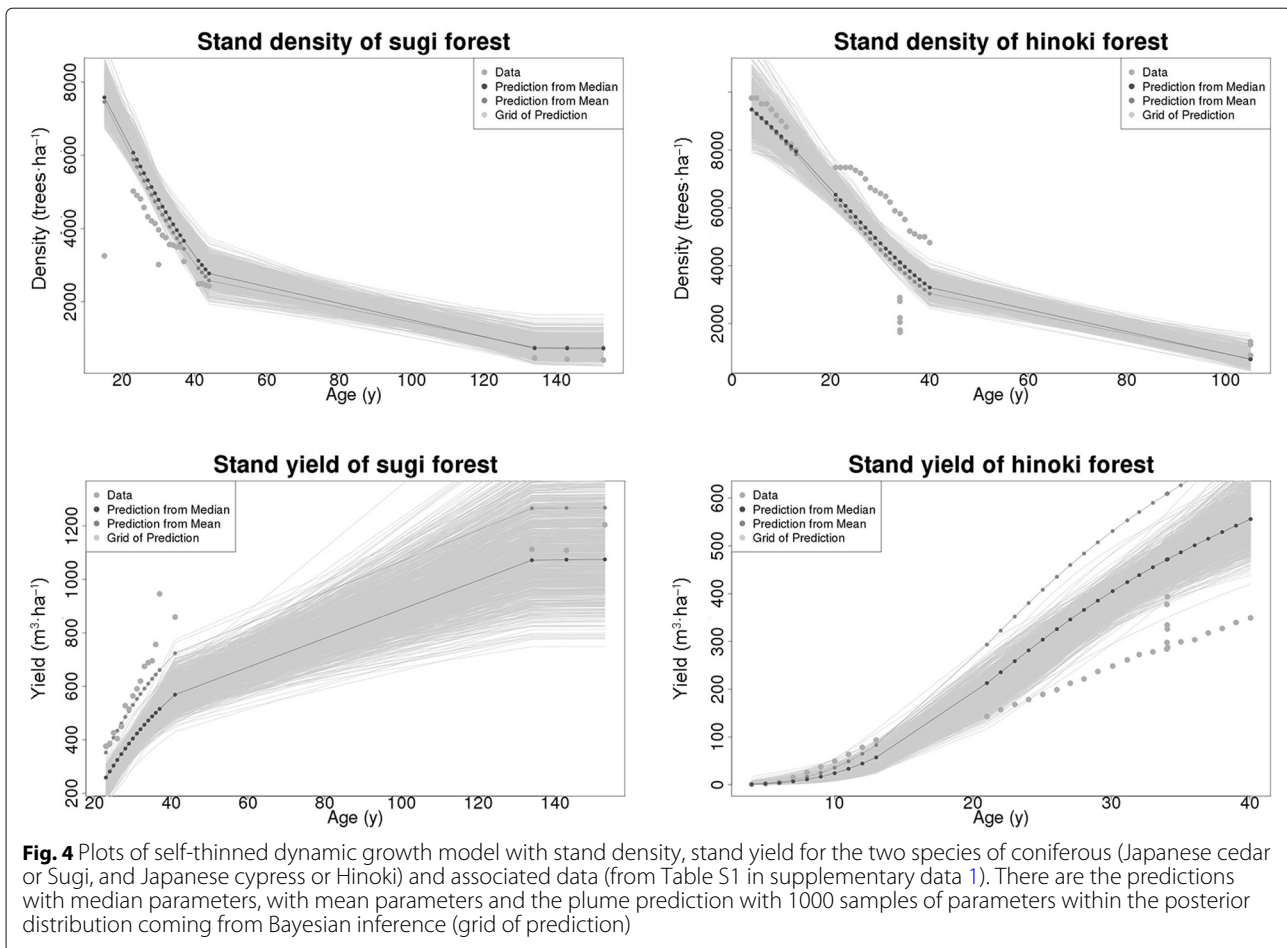 Stand density of sugi forest
Data
Prediction from Median
Prediction from Mean
Grid of Prediction
Density (trees·ha⁻¹)
8000
6000
4000
2000
20 40 60 80 100 120 140
Age (y)
Stand density of hinoki forest
Data
Prediction from Median
Prediction from Mean
Grid of Prediction
Density (trees·ha⁻¹)
8000
6000
4000
2000
0 20 40 60 80 100
Age (y)
Stand yield of sugi forest
Data
Prediction from Median
Prediction from Mean
Grid of Prediction
Yield (m³·ha⁻¹)
1200
1000
800
600
400
200
20 40 60 80 100 120 140
Age (y)
Stand yield of hinoki forest
Data
Prediction from Median
Prediction from Mean
Grid of Prediction
Yield (m³·ha⁻¹)
600
500
400
300
200
100
0
10 20 30 40
Age (y)
Fig. 4 Plots of self-thinned dynamic growth model with stand density, stand yield for the two species of coniferous (Japanese cedar
or Sugi, and Japanese cypress or Hinoki) and associated data (from Table S1 in supplementary data 1). There are the predictions
with median parameters, with mean parameters and the plume prediction with 1000 samples of parameters within the posterior
distribution coming from Bayesian inference (grid of prediction)